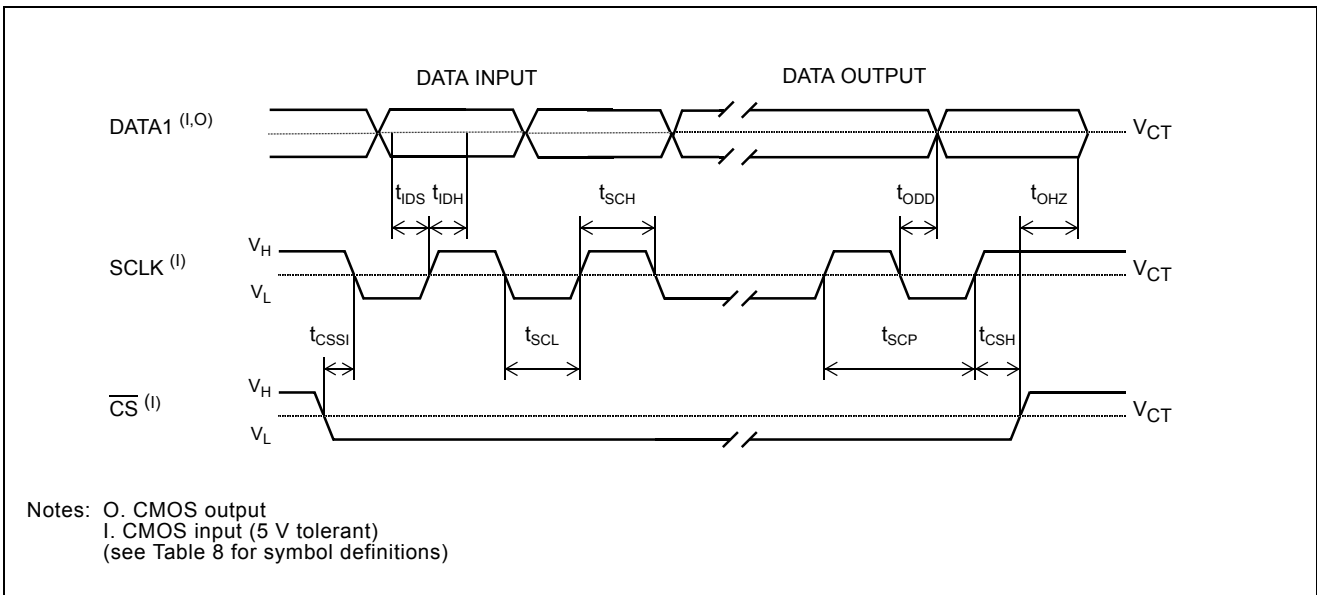 DATA INPUT DATA OUTPUT
DATA1 (I,O) VCT
tIDS tIDH tSCH tODD tOHZ
VH
SCLK (I) VCT
VL
tCSSI tSCL tSCP tCSH
VH
CS (I) VCT
VL
Notes: O. CMOS output
I. CMOS input (5 V tolerant)
(see Table 8 for symbol definitions)